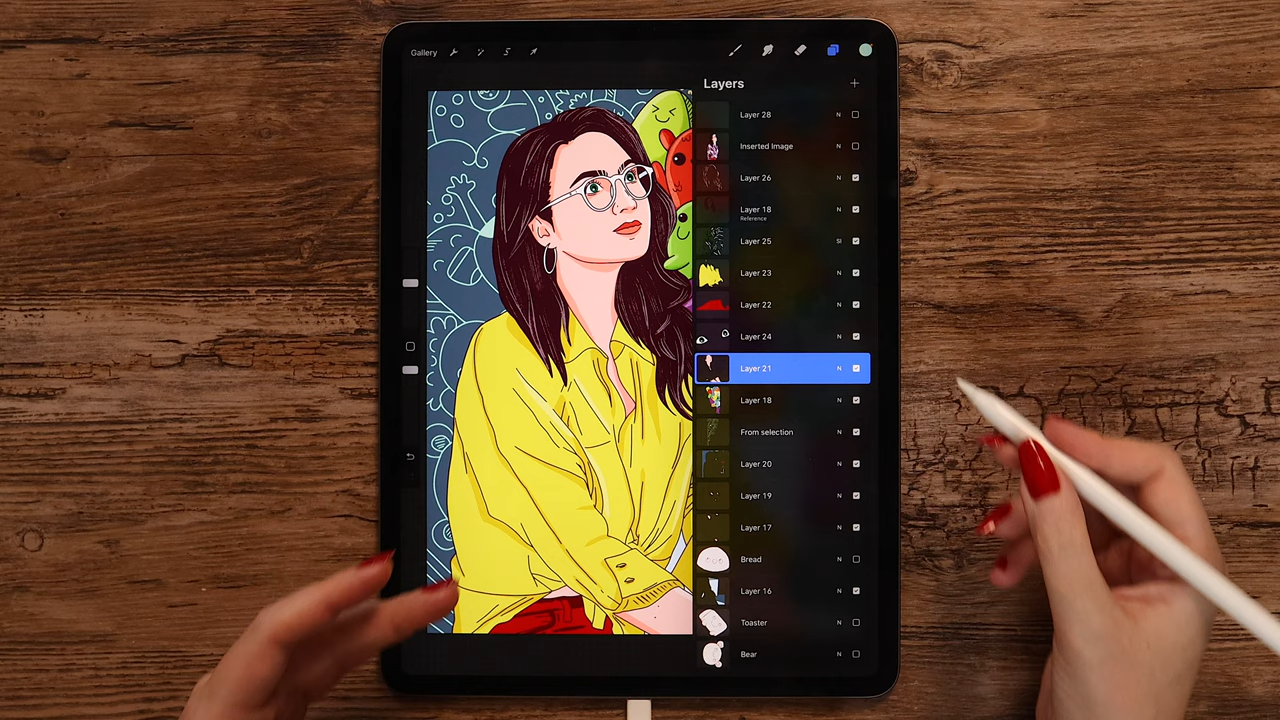 Gallery
Layers
Layer 28 N
Inserted Image N
Layer 26 N
Layer 18 N
Reference
Layer 25 Sl
Layer 23 N
Layer 22 N
Layer 24 N
Layer 21 N
Layer 18 N
From selection N
Layer 20 N
Layer 19 N
Layer 17 N
Bread N
Layer 16 N
Toaster N
Bear N